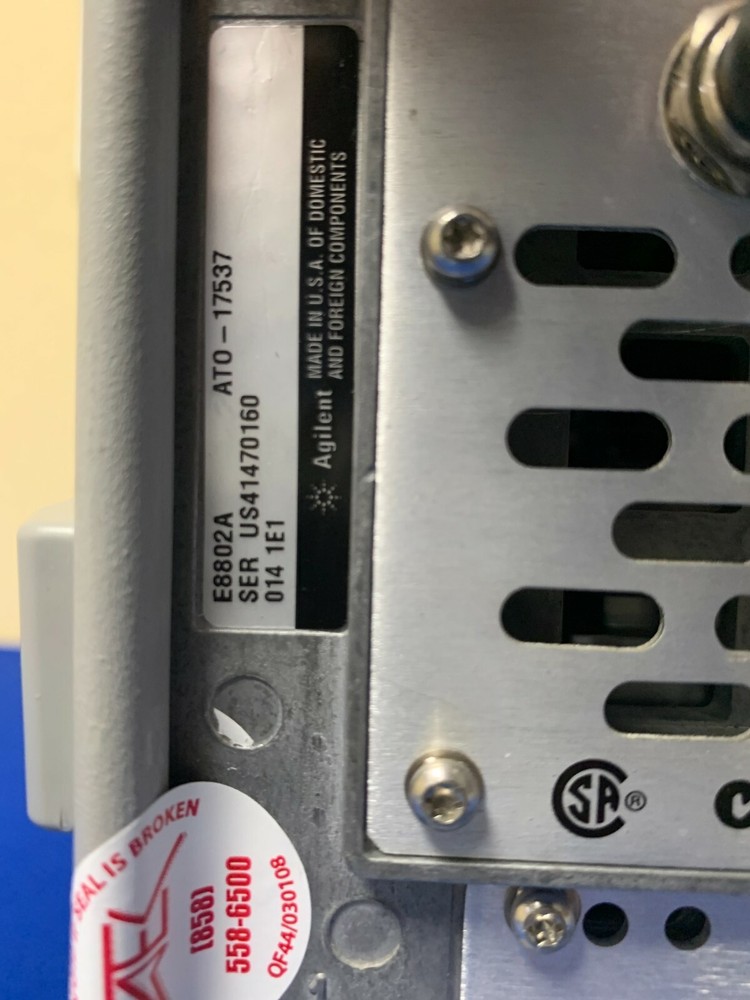 E8802A ATO-17537
SER US41470160
014 1E1
Agilent MADE IN U.S.A. OF DOMESTIC
AND FOREIGN COMPONENTS
SA ®
SEAL IS BROKEN
(858)
558-6500
QF44/030108